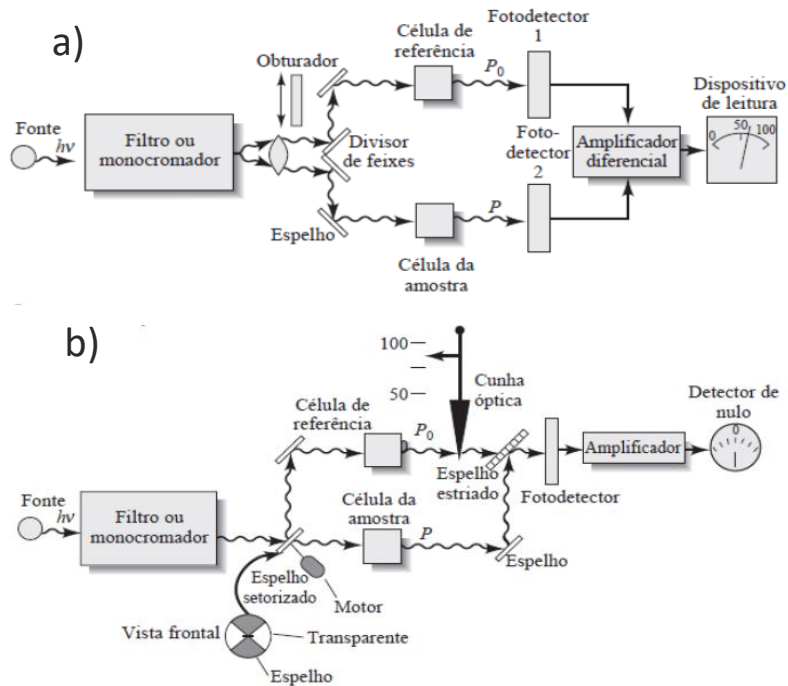 a)
Fonte
hν
Filtro ou
monocromador
Obturador
Divisor
de feixes
Espelho
Célula de
referência
P₀
Célula da
amostra
P
Fotodetector
1
Foto-
detector
2
Amplificador
diferencial
Dispositivo
de leitura
0 50 100
b)
100
50
Cunha
óptica
Célula de
referência
P₀
Espelho
estriado
Fotodetector
Amplificador
Detector de
nulo
0
Fonte
hν
Filtro ou
monocromador
Célula da
amostra
P
Espelho
Espelho
setorizado
Motor
Vista frontal
Transparente
Espelho